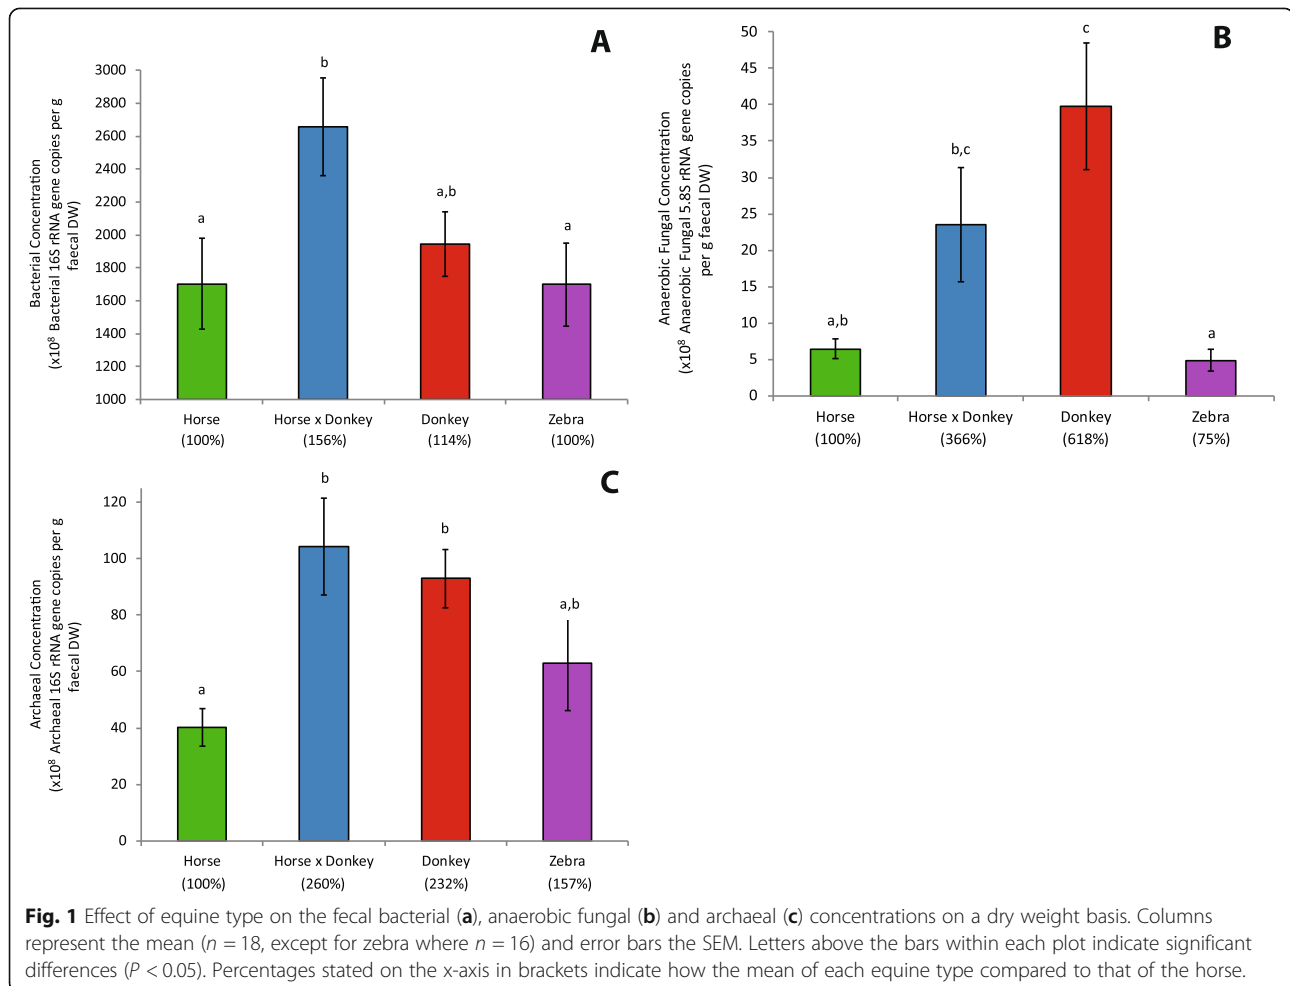 A
Bacterial Concentration
(x10⁸ Bacterial 16S rRNA gene copies per g
faecal DW)
3000
2800
2600
2400
2200
2000
1800
1600
1400
1200
1000
a
b
a,b
a
Horse
(100%)
Horse x Donkey
(156%)
Donkey
(114%)
Zebra
(100%)
B
Anaerobic Fungal Concentration
(x10⁸ Anaerobic Fungal 5.8S rRNA gene copies
per g faecal DW)
50
45
40
35
30
25
20
15
10
5
0
a,b
b,c
c
a
Horse
(100%)
Horse x Donkey
(366%)
Donkey
(618%)
Zebra
(75%)
C
Archaeal Concentration
(x10⁸ Archaeal 16S rRNA gene copies per g
faecal DW)
120
100
80
60
40
20
0
a
b
b
a,b
Horse
(100%)
Horse x Donkey
(260%)
Donkey
(232%)
Zebra
(157%)
Fig. 1 Effect of equine type on the fecal bacterial (a), anaerobic fungal (b) and archaeal (c) concentrations on a dry weight basis. Columns
represent the mean (n = 18, except for zebra where n = 16) and error bars the SEM. Letters above the bars within each plot indicate significant
differences (P < 0.05). Percentages stated on the x-axis in brackets indicate how the mean of each equine type compared to that of the horse.